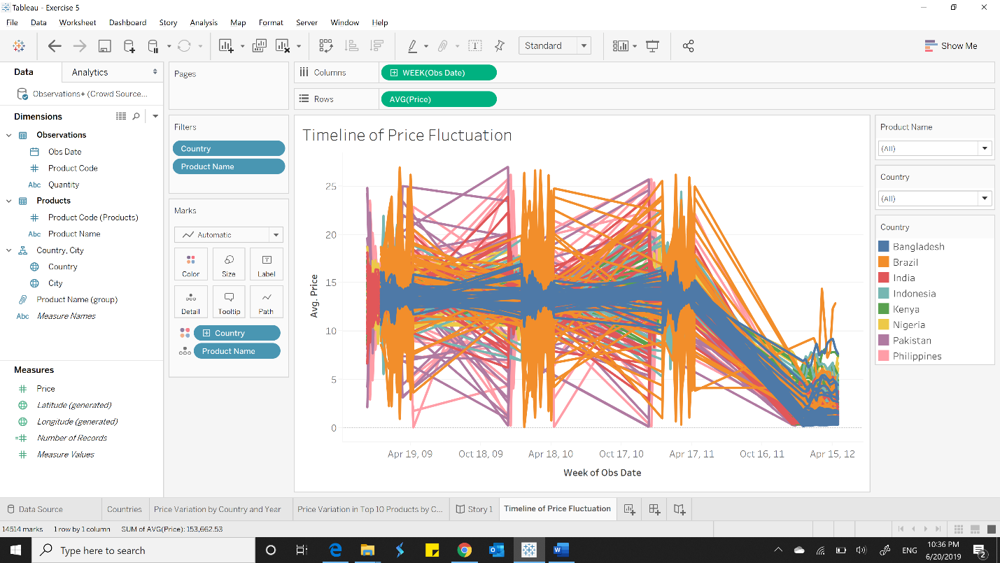 Tableau - Exercise 5
File Data Worksheet Dashboard Story Analysis Map Format Server Window Help
Standard
Show Me
Data
Analytics
Observations+ (Crowd Source...
Dimensions
Observations
Obs Date
Product Code
Abc Quantity
Products
Product Code (Products)
Abc Product Name
Country, City
Country
City
Product Name (group)
Abc Measure Names
Measures
Price
Latitude (generated)
Longitude (generated)
Number of Records
Measure Values
Pages
Filters
Country
Product Name
Marks
Automatic
Color Size Label
Detail Tooltip Path
Country
Product Name
Columns WEEK(Obs Date)
Rows AVG(Price)
Timeline of Price Fluctuation
25
20
15
10
5
0
Avg. Price
Apr 19, 09 Oct 18, 09 Apr 18, 10 Oct 17, 10 Apr 17, 11 Oct 16, 11 Apr 15, 12
Week of Obs Date
Product Name
(All)
Country
(All)
Country
Bangladesh
Brazil
India
Indonesia
Kenya
Nigeria
Pakistan
Philippines
Data Source Countries Price Variation by Country and Year Price Variation in Top 10 Products by C... Story 1 Timeline of Price Fluctuation
14514 marks 1 row by 1 column SUM of AVG(Price): 153,662.53
Type here to search
ENG
10:36 PM
6/20/2019
2